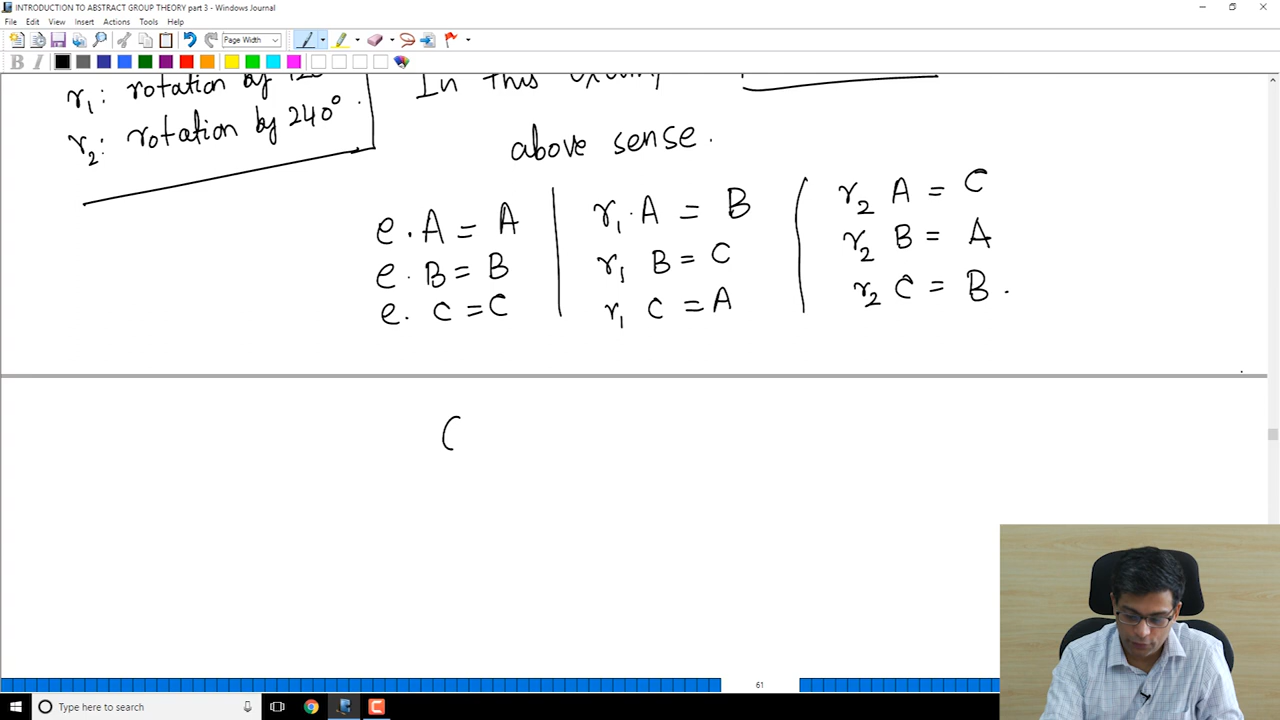 INTRODUCTION TO ABSTRACT GROUP THEORY part 3 - Windows Journal
File Edit View Insert Actions Tools Help
Page Width
B I
r1: rotation by 120
r2: rotation by 240°.
In this
above sense.
e.A = A
e.B = B
e.C = C
r1.A = B
r1 B = C
r1 C = A
r2 A = C
r2 B = A
r2 C = B.
(
61
Type here to search